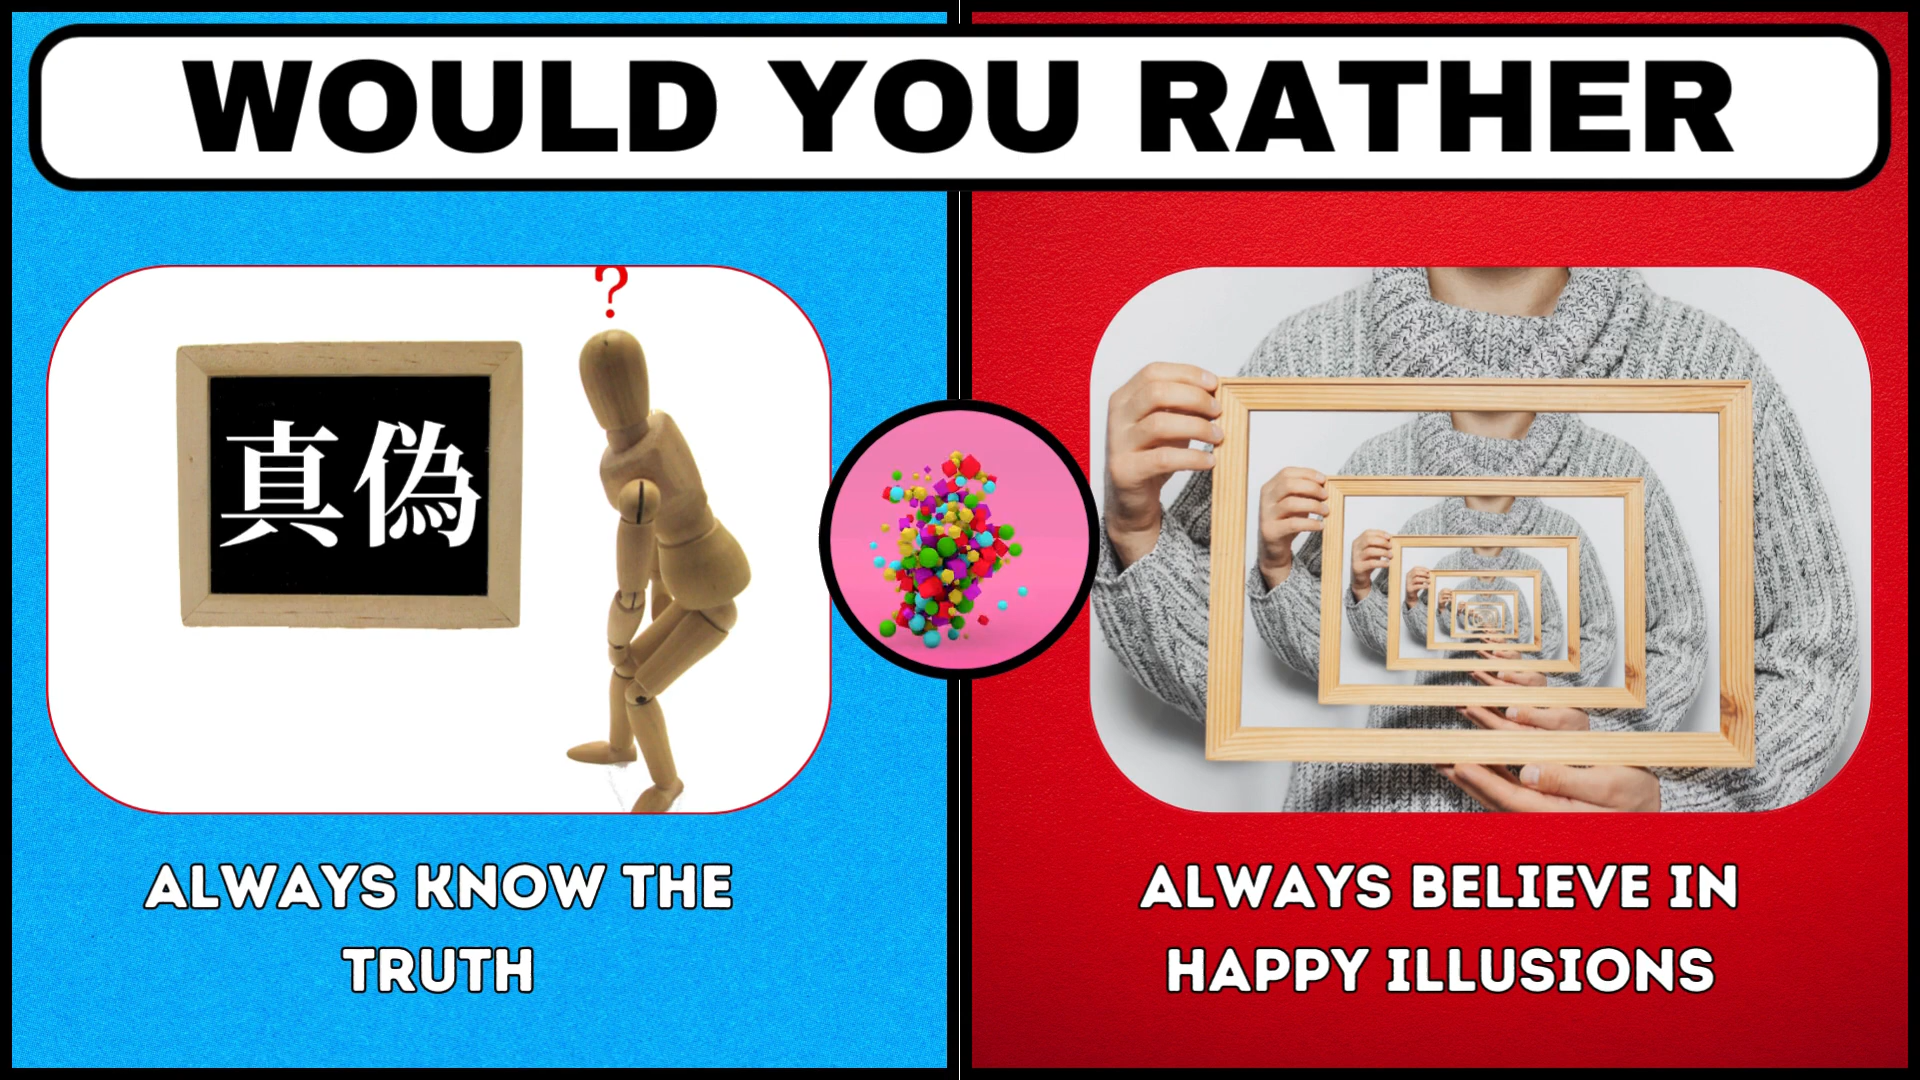 WOULD YOU RATHER
?
真偽
ALWAYS KNOW THE
TRUTH
ALWAYS BELIEVE IN
HAPPY ILLUSIONS